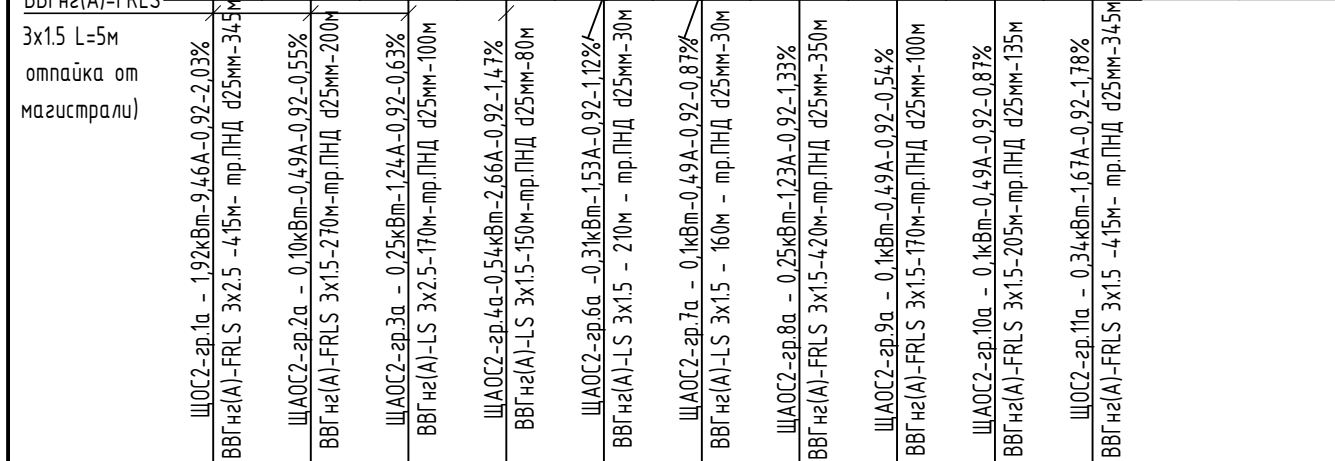 ВВГнг(А)-FRLS
3х1.5 L=5м
отпайка от
магистрали)
ЩОС2-гр.1а - 1,92кВт-9,46А-0,92-2,03%
ВВГнг(А)-FRLS 3х2.5 -415м- тр.ПНД d25мм-345м
ЩАОС2-гр.2а - 0,10кВт-0,49А-0,92-0,55%
ВВГнг(А)-FRLS 3х1.5-270м-тр.ПНД d25мм-200м
ЩАОС2-гр.3а - 0,25кВт-1,24А-0,92-0,63%
ВВГнг(А)-LS 3х2.5-170м-тр.ПНД d25мм-100м
ЩАОС2-гр.4а-0,54кВт-2,66А-0,92-1,47%
ВВГнг(А)-LS 3х1.5-150м-тр.ПНД d25мм-80м
ЩАОС2-гр.6а -0,31кВт-1,53А-0,92-1,12%
ВВГнг(А)-LS 3х1.5 - 210м - тр.ПНД d25мм-30м
ЩАОС2-гр.7а - 0,1кВт-0,49А-0,92-0,87%
ВВГнг(А)-LS 3х1.5 - 160м - тр.ПНД d25мм-30м
ЩАОС2-гр.8а - 0,25кВт-1,23А-0,92-1,33%
ВВГнг(А)-FRLS 3х1.5-420м-тр.ПНД d25мм-350м
ЩАОС2-гр.9а - 0,1кВт-0,49А-0,92-0,54%
ВВГнг(А)-FRLS 3х1.5-170м-тр.ПНД d25мм-100м
ЩАОС2-гр.10а - 0,1кВт-0,49А-0,92-0,87%
ВВГнг(А)-FRLS 3х1.5-205м-тр.ПНД d25мм-135м
ЩОС2-гр.11а - 0,34кВт-1,67А-0,92-1,78%
ВВГнг(А)-FRLS 3х1.5 -415м- тр.ПНД d25мм-345м